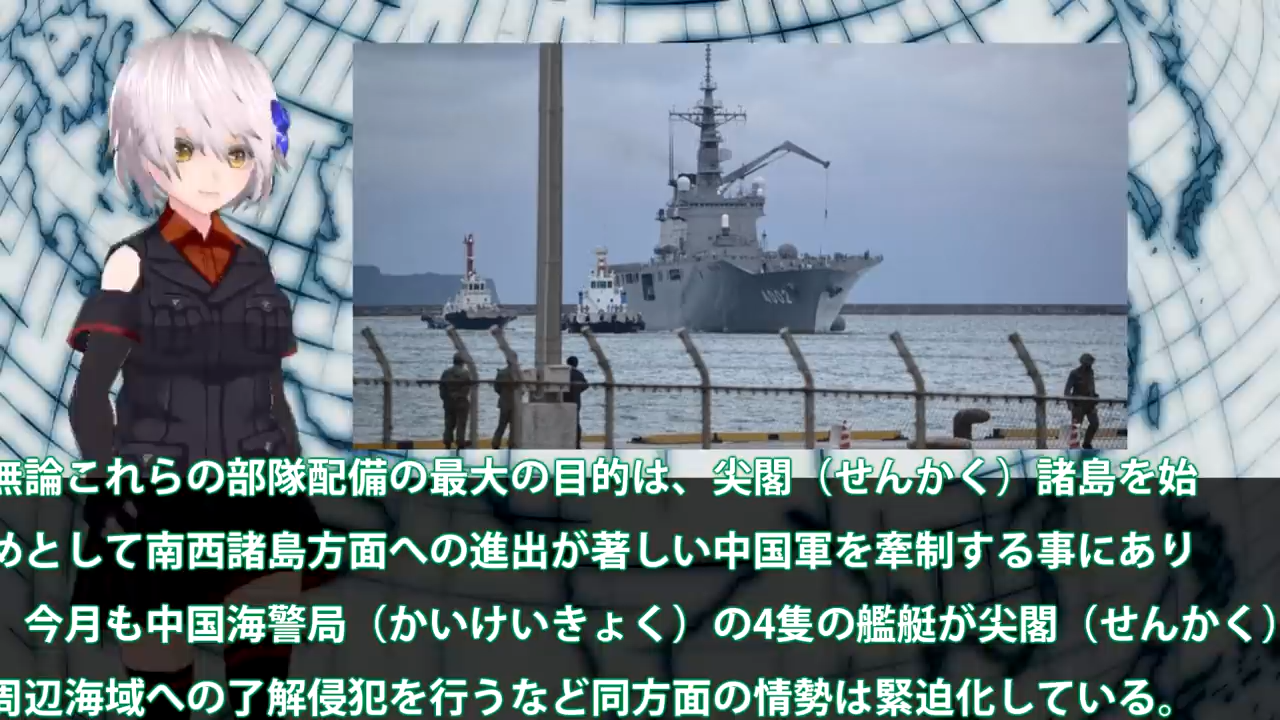 4002
無論これらの部隊配備の最大の目的は、尖閣（せんかく）諸島を始
めとして南西諸島方面への進出が著しい中国軍を牽制する事にあり
今月も中国海警局（かいけいきょく）の4隻の艦艇が尖閣（せんかく）
周辺海域への了解侵犯を行うなど同方面の情勢は緊迫化している。